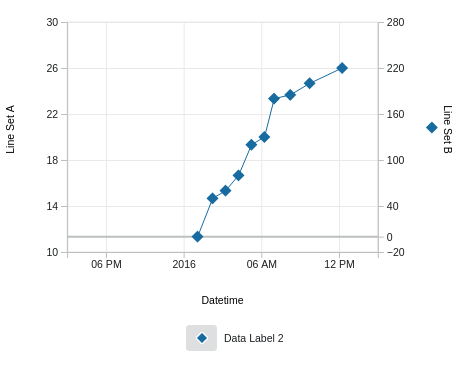 30
26
22
18
14
10
Line Set A
280
220
160
100
40
0
−20
Line Set B
06 PM
2016
06 AM
12 PM
Datetime
Data Label 2